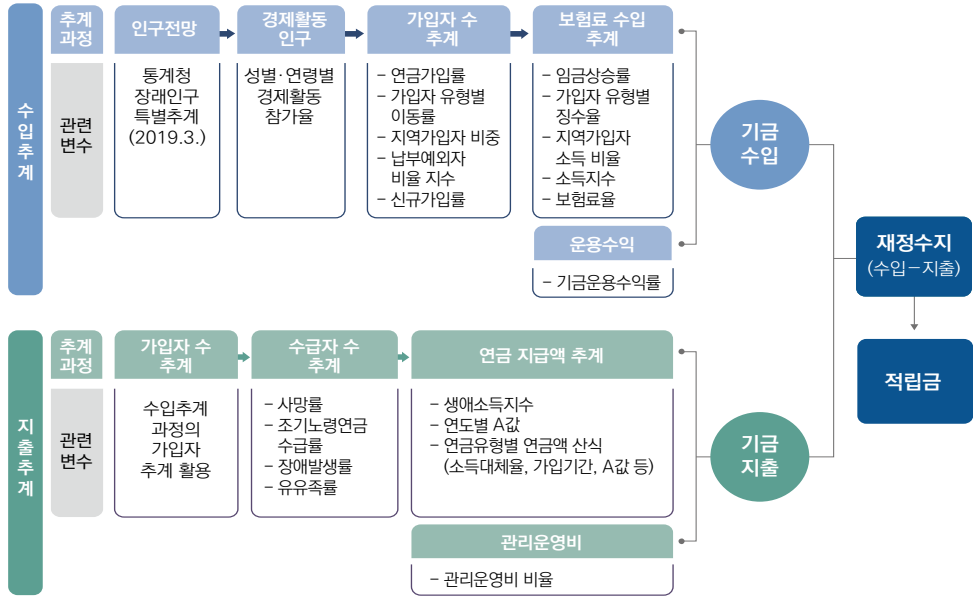 수입추계
추계
과정
인구전망
경제활동
인구
가입자 수
추계
보험료 수입
추계
관련
변수
통계청
장래인구
특별추계
(2019.3.)
성별·연령별
경제활동
참가율
– 연금가입률
– 가입자 유형별
이동률
– 지역가입자 비중
– 납부예외자
비율 지수
– 신규가입률
– 임금상승률
– 가입자 유형별
징수율
– 지역가입자
소득 비율
– 소득지수
– 보험료율
운용수익
– 기금운용수익률
기금
수입
지출추계
추계
과정
가입자 수
추계
수급자 수
추계
연금 지급액 추계
관련
변수
수입추계
과정의
가입자
추계 활용
– 사망률
– 조기노령연금
수급률
– 장애발생률
– 유유족률
– 생애소득지수
– 연도별 A값
– 연금유형별 연금액 산식
(소득대체율, 가입기간, A값 등)
관리운영비
– 관리운영비 비율
기금
지출
재정수지
(수입–지출)
적립금